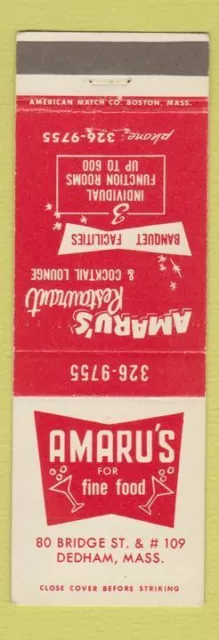 AMERICAN MATCH CO. BOSTON, MASS.
AMARU'S
Restaurant
& COCKTAIL LOUNGE
BANQUET FACILITIES
3
INDIVIDUAL
FUNCTION ROOMS
UP TO 600
phone: 326-9755
326-9755
AMARU'S
FOR
fine food
80 BRIDGE ST. & # 109
DEDHAM, MASS.
CLOSE COVER BEFORE STRIKING